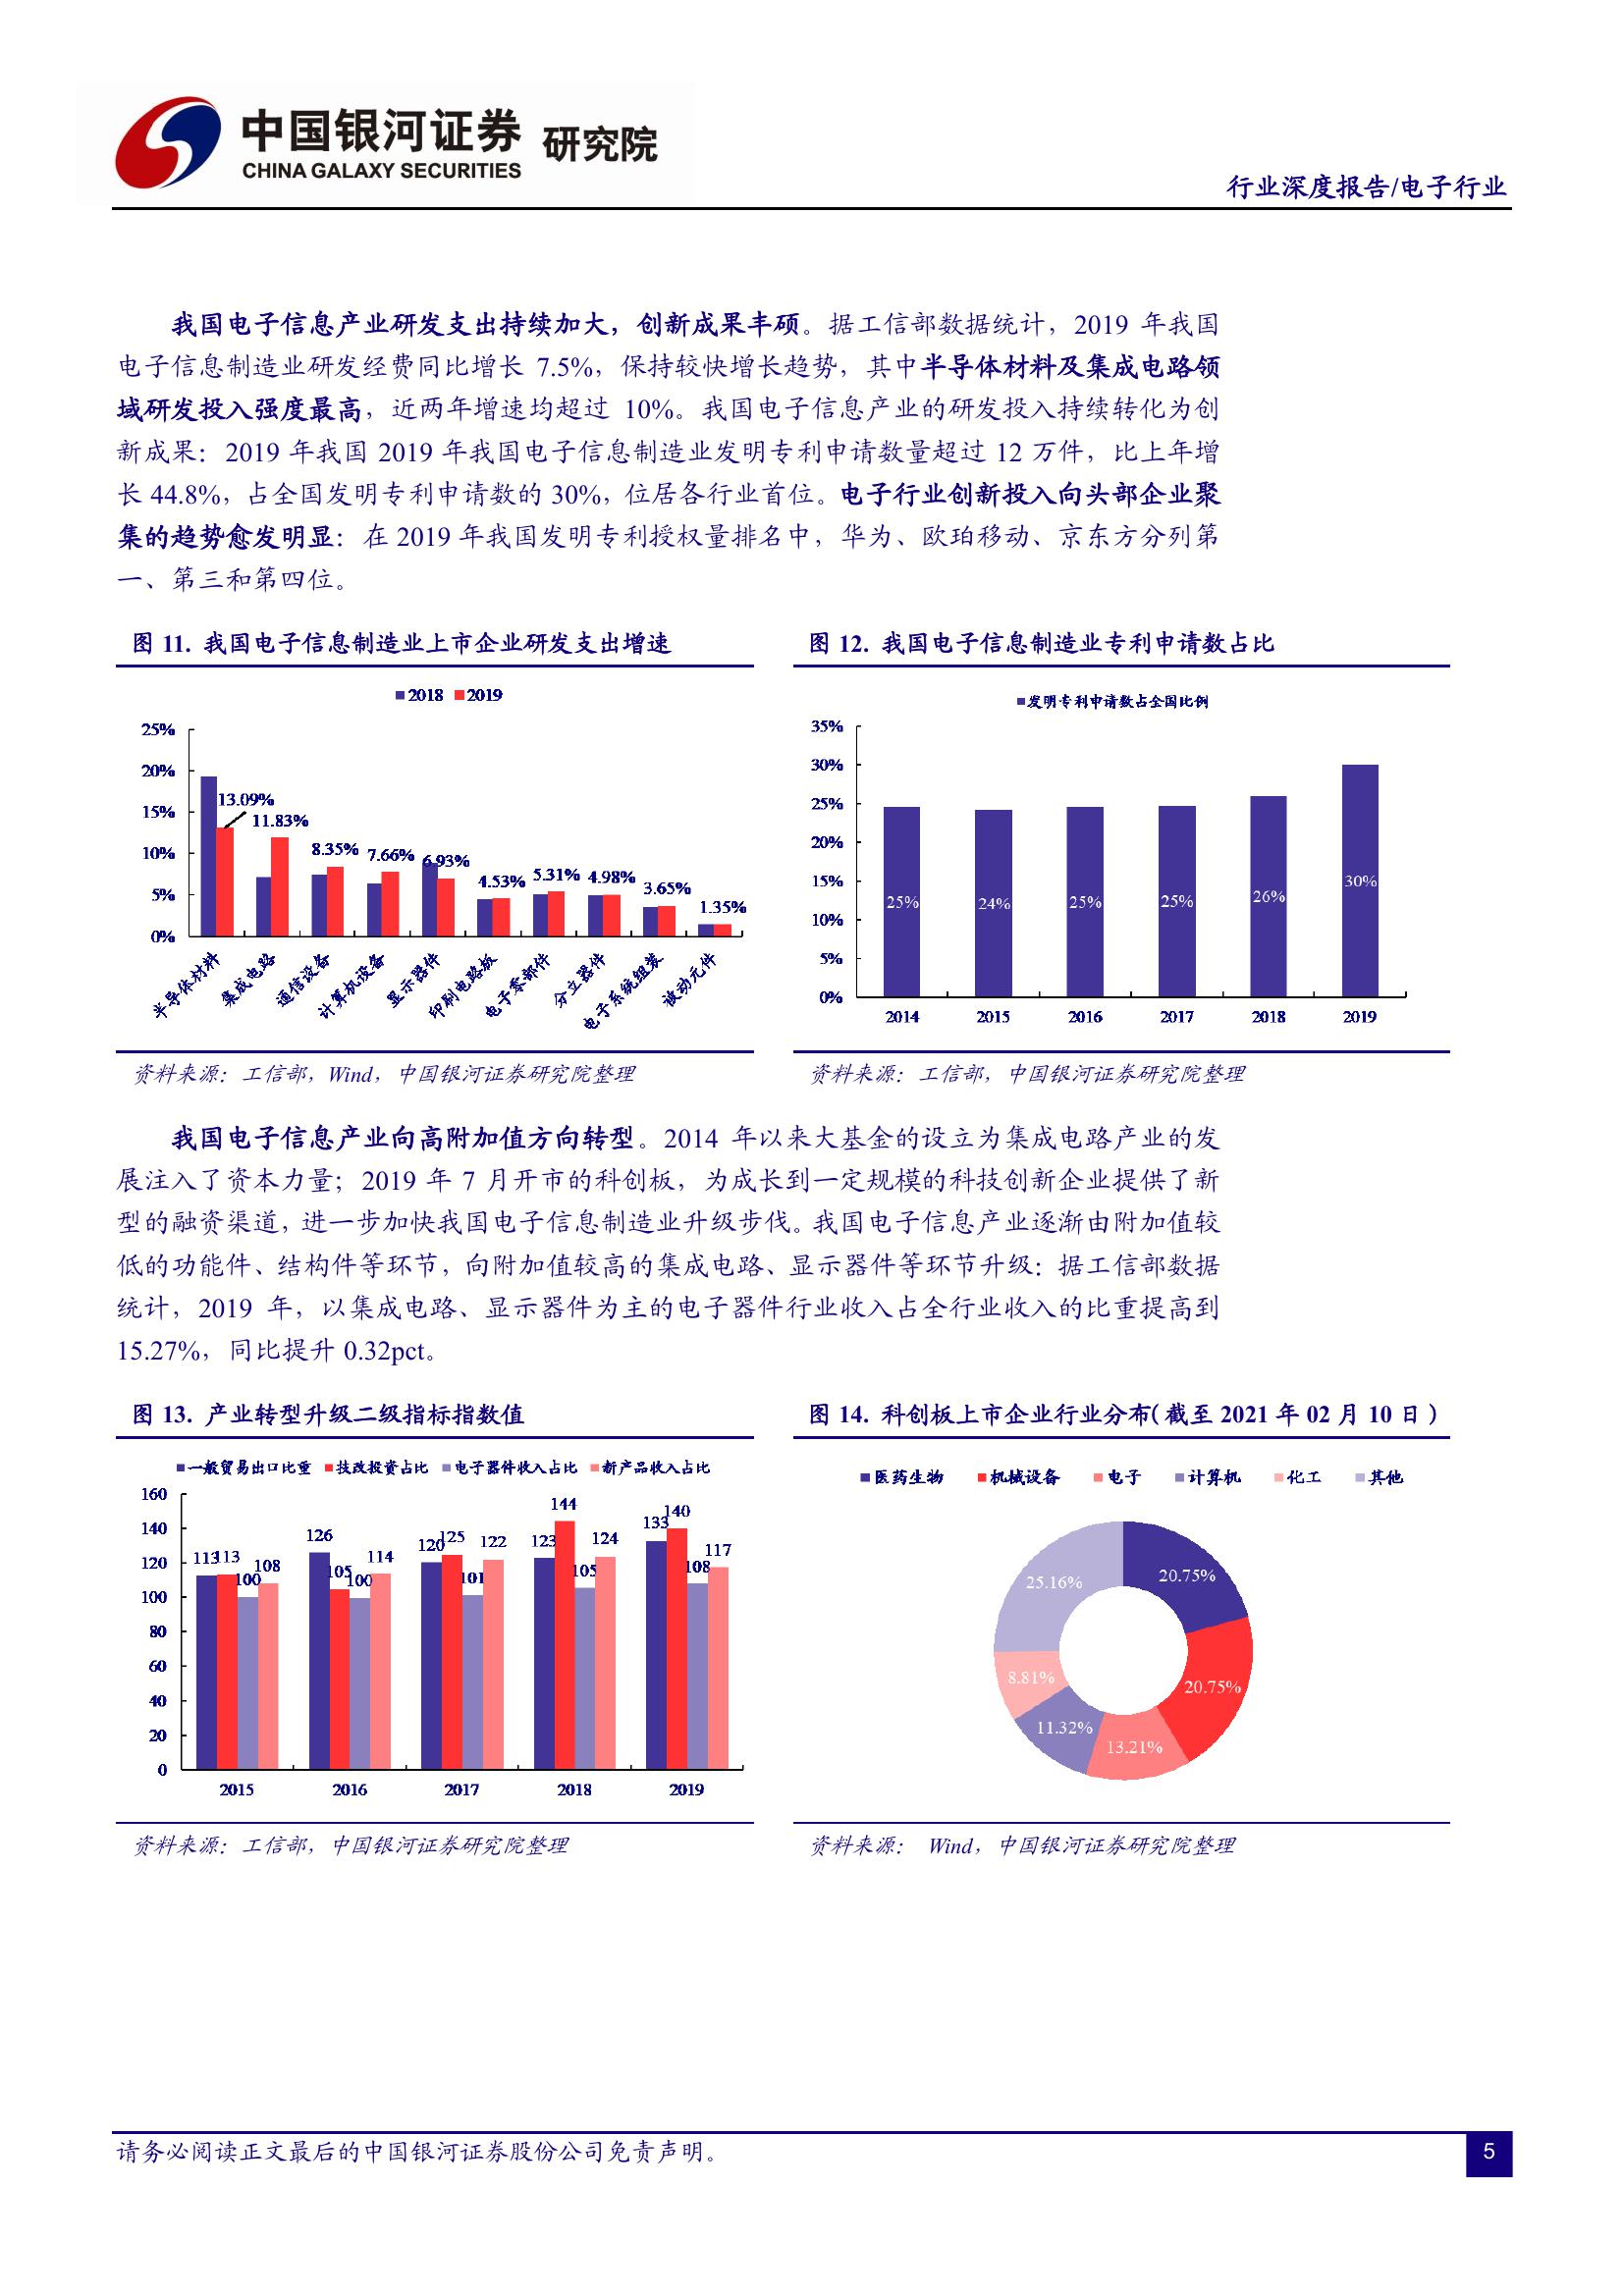 中国银河证券 研究院
CHINA GALAXY SECURITIES
行业深度报告/电子行业
我国电子信息产业研发支出持续加大，创新成果丰硕。据工信部数据统计，2019 年我国
电子信息制造业研发经费同比增长 7.5%，保持较快增长趋势，其中半导体材料及集成电路领
域研发投入强度最高，近两年增速均超过 10%。我国电子信息产业的研发投入持续转化为创
新成果：2019 年我国 2019 年我国电子信息制造业发明专利申请数量超过 12 万件，比上年增
长 44.8%，占全国发明专利申请数的 30%，位居各行业首位。电子行业创新投入向头部企业聚
集的趋势愈发明显：在 2019 年我国发明专利授权量排名中，华为、欧珀移动、京东方分列第
一、第三和第四位。
图 11. 我国电子信息制造业上市企业研发支出增速
2018 2019
25%
20%
15%
10%
5%
0%
13.09%
11.83%
8.35%
7.66%
6.93%
4.53%
5.31%
4.98%
3.65%
1.35%
半导体材料
集成电路
通信设备
计算机设备
显示器件
印刷电路板
电子零部件
分立器件
电子系统组装
被动元件
资料来源：工信部，Wind，中国银河证券研究院整理
图 12. 我国电子信息制造业专利申请数占比
发明专利申请数占全国比例
35%
30%
25%
20%
15%
10%
5%
0%
25% 24% 25% 25% 26% 30%
2014 2015 2016 2017 2018 2019
资料来源：工信部，中国银河证券研究院整理
我国电子信息产业向高附加值方向转型。2014 年以来大基金的设立为集成电路产业的发
展注入了资本力量；2019 年 7 月开市的科创板，为成长到一定规模的科技创新企业提供了新
型的融资渠道，进一步加快我国电子信息制造业升级步伐。我国电子信息产业逐渐由附加值较
低的功能件、结构件等环节，向附加值较高的集成电路、显示器件等环节升级：据工信部数据
统计，2019 年，以集成电路、显示器件为主的电子器件行业收入占全行业收入的比重提高到
15.27%，同比提升 0.32pct。
图 13. 产业转型升级二级指标指数值
一般贸易出口比重 技改投资占比 电子器件收入占比 新产品收入占比
160
140
120
100
80
60
40
20
0
113 113 100 108
126 105 100 114
120 125 101 122
123 144 105 124
133 140 108 117
2015 2016 2017 2018 2019
资料来源：工信部，中国银河证券研究院整理
图 14. 科创板上市企业行业分布（截至 2021 年 02 月 10 日）
医药生物 机械设备 电子 计算机 化工 其他
20.75%
20.75%
13.21%
11.32%
8.81%
25.16%
资料来源： Wind，中国银河证券研究院整理
请务必阅读正文最后的中国银河证券股份公司免责声明。
5